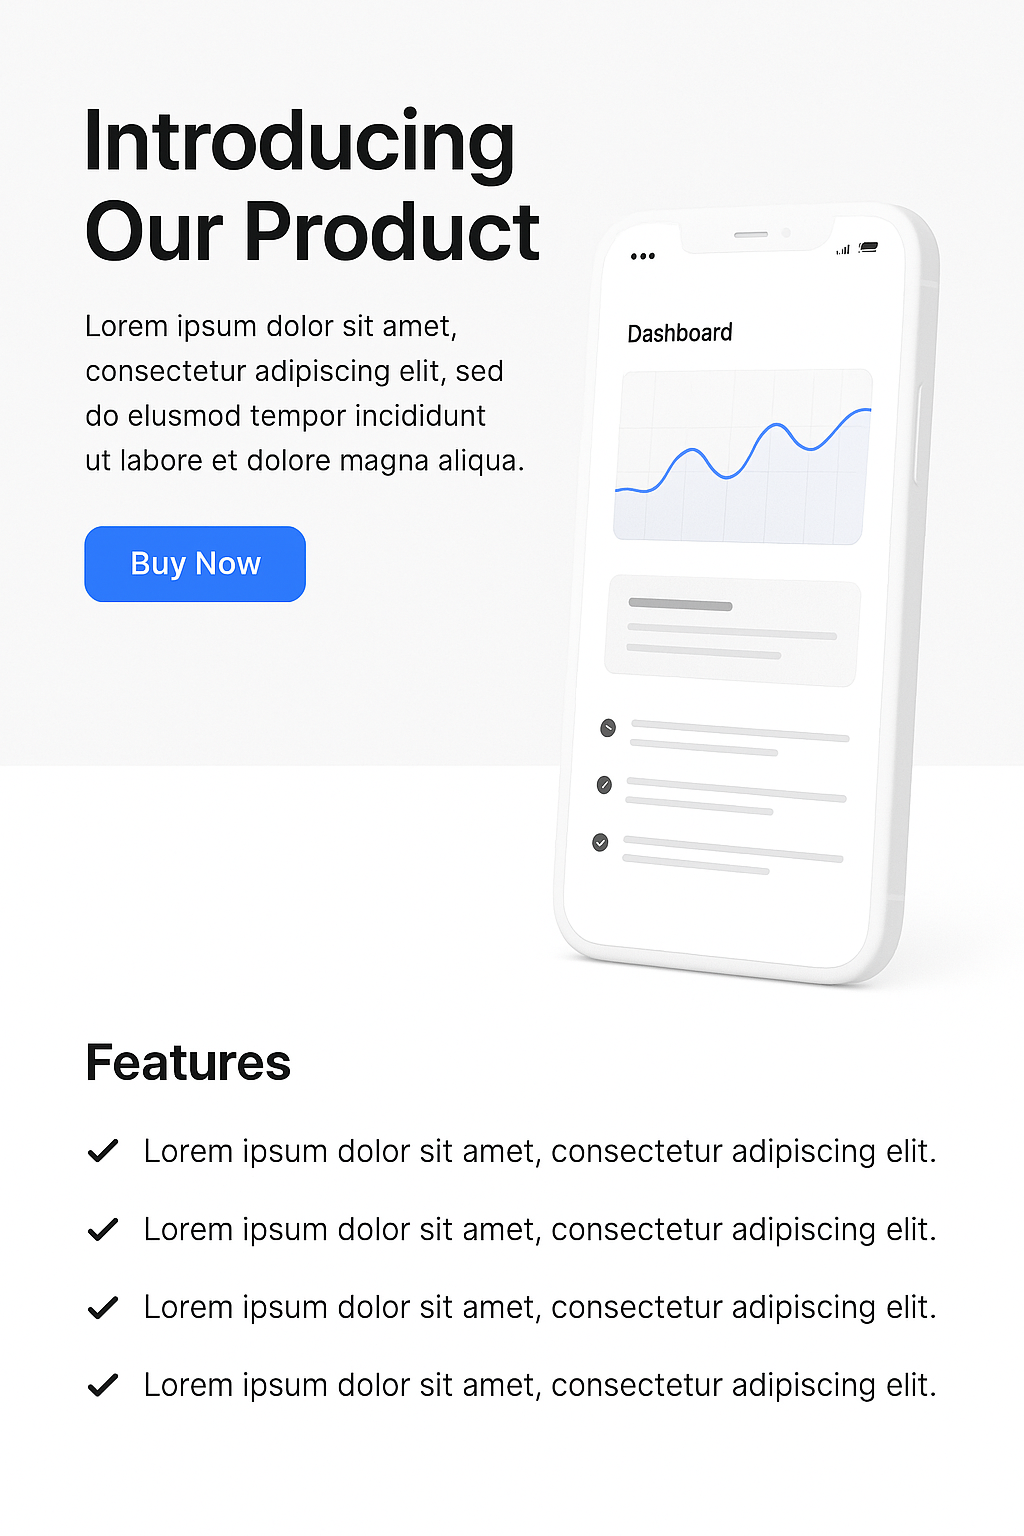 Introducing
Our Product
Lorem ipsum dolor sit amet,
consectetur adipiscing elit, sed
do elusmod tempor incididunt
ut labore et dolore magna aliqua.
Buy Now
Dashboard
Features
Lorem ipsum dolor sit amet, consectetur adipiscing elit.
Lorem ipsum dolor sit amet, consectetur adipiscing elit.
Lorem ipsum dolor sit amet, consectetur adipiscing elit.
Lorem ipsum dolor sit amet, consectetur adipiscing elit.